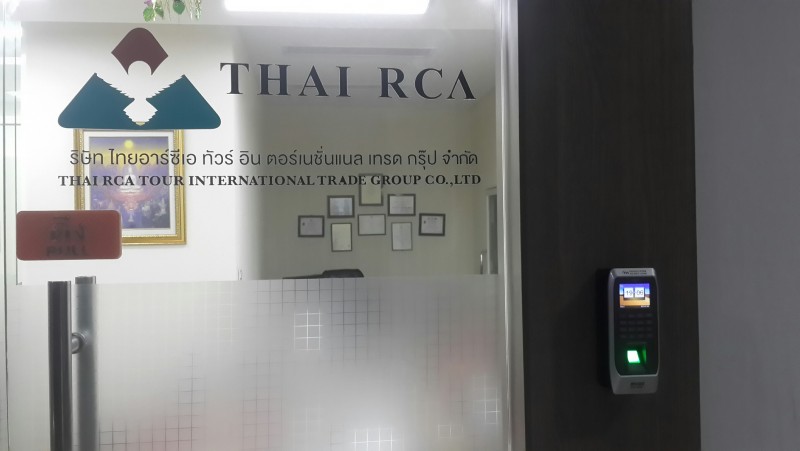 THAI RCA
ริษัท ไทยอาร์ซีเอ ทัวร์ อิน ตอร์เนชั่นแนล เทรด กรุ๊ป จำกัด
THAI RCA TOUR INTERNATIONAL TRADE GROUP CO.,LTD
PULL